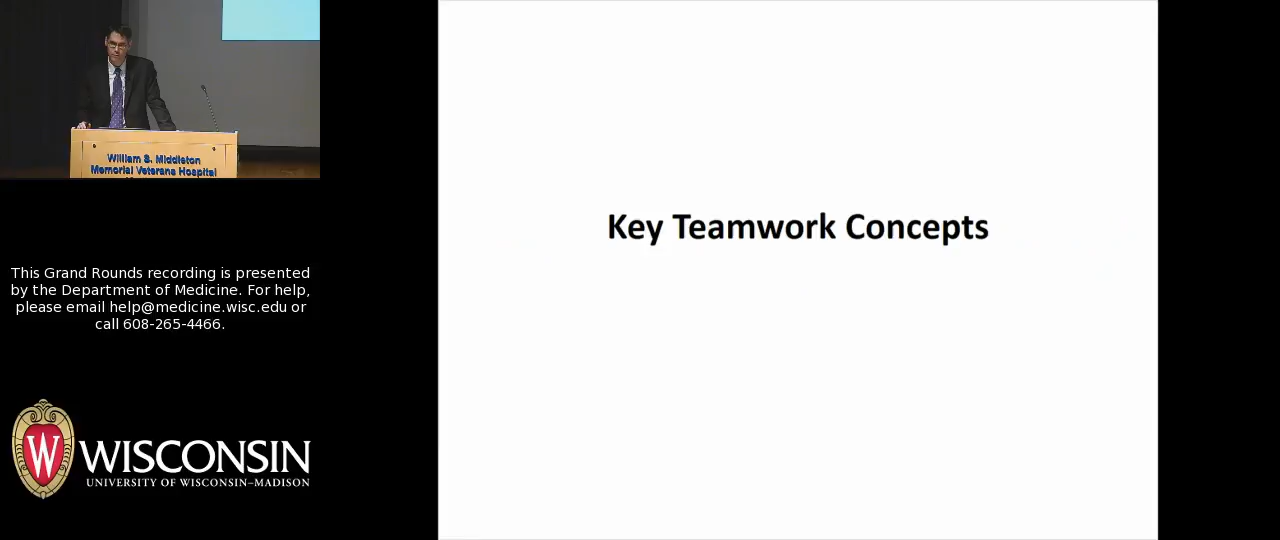 William S. Middleton
Memorial Veterans Hospital
This Grand Rounds recording is presented
by the Department of Medicine. For help,
please email help@medicine.wisc.edu or
call 608-265-4466.
W
WISCONSIN
UNIVERSITY OF WISCONSIN–MADISON
Key Teamwork Concepts